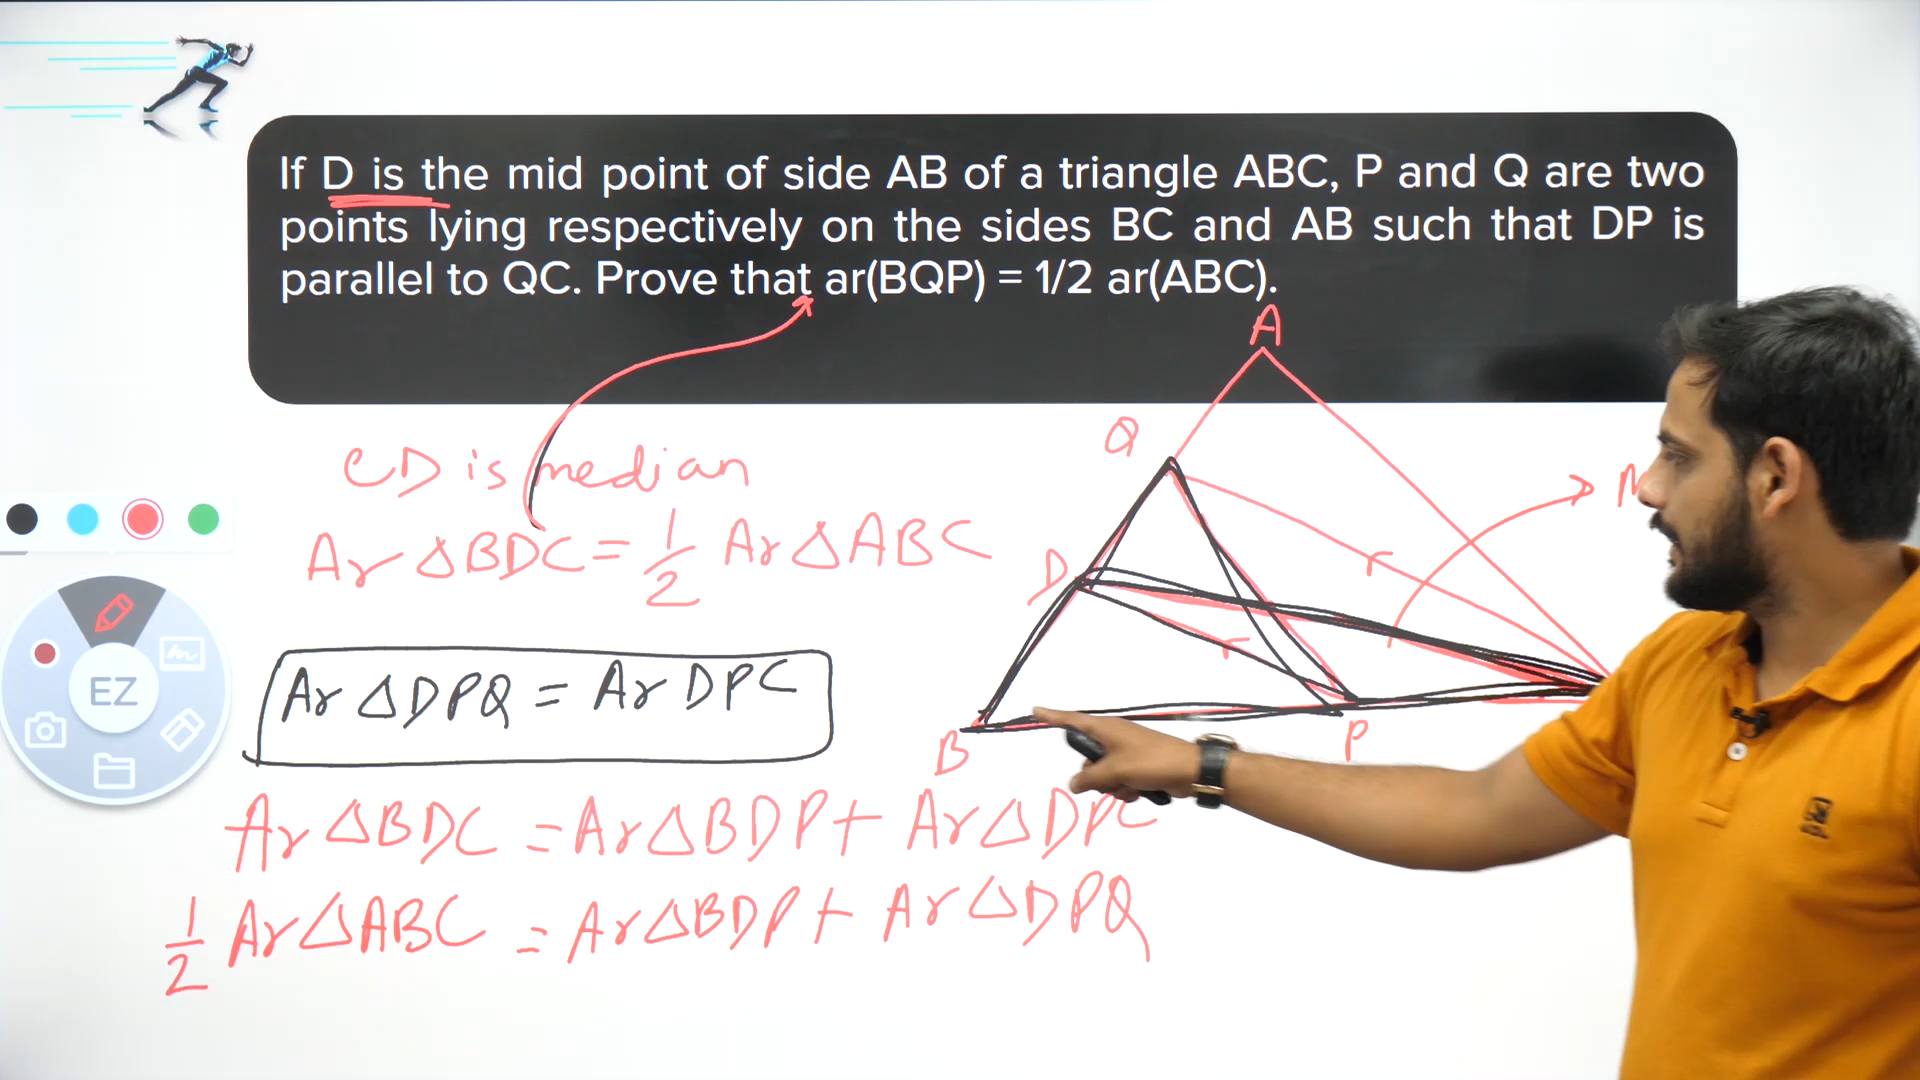 If D is the mid point of side AB of a triangle ABC, P and Q are two
points lying respectively on the sides BC and AB such that DP is
parallel to QC. Prove that ar(BQP) = 1/2 ar(ABC).
A
Q
CD is median
D
Ar △BDC = 1/2 Ar △ABC
Ar △DPQ = Ar DPC
EZ
B
P
Ar △BDC = Ar △BDP + Ar △DPC
1/2 Ar △ABC = Ar △BDP + Ar △DPQ